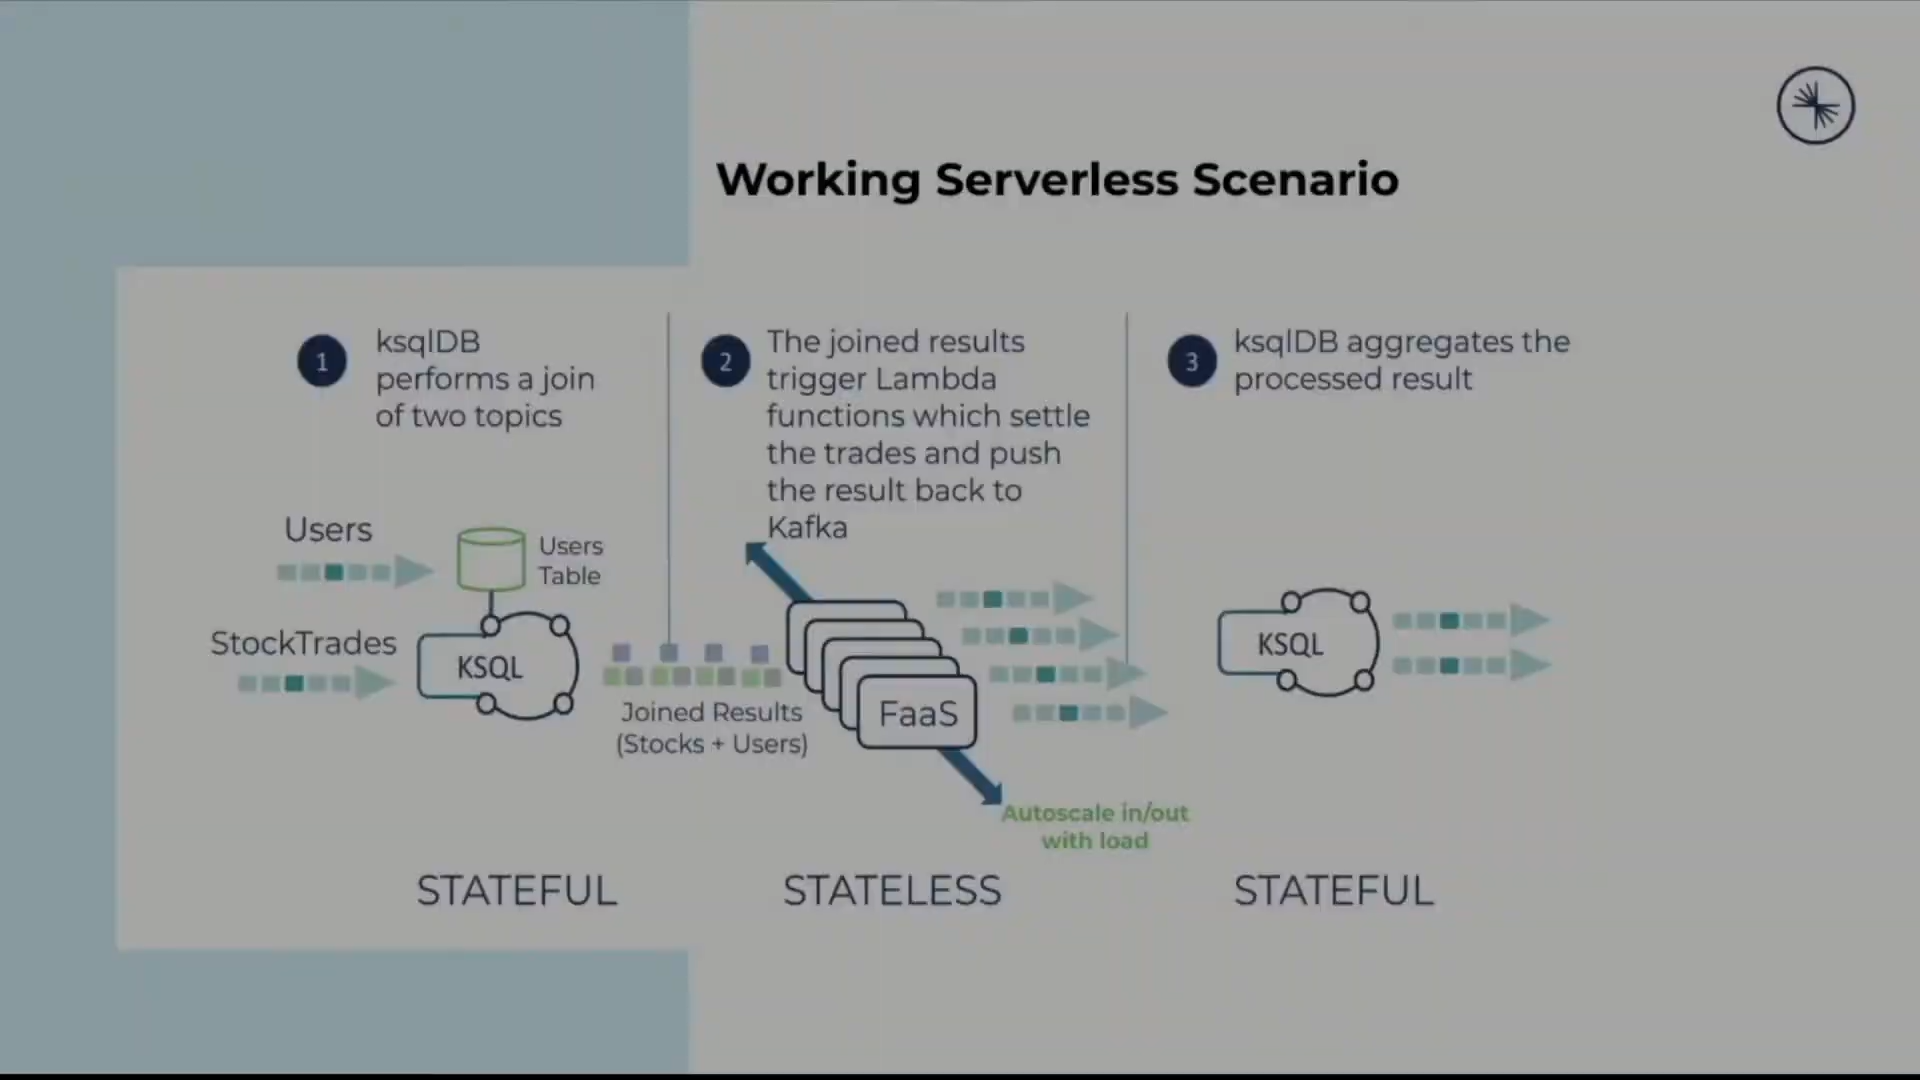 Working Serverless Scenario
1
ksqlDB
performs a join
of two topics
2
The joined results
trigger Lambda
functions which settle
the trades and push
the result back to
Kafka
3
ksqlDB aggregates the
processed result
Users
Users
Table
StockTrades
KSQL
Joined Results
(Stocks + Users)
FaaS
Autoscale in/out
with load
KSQL
STATEFUL
STATELESS
STATEFUL